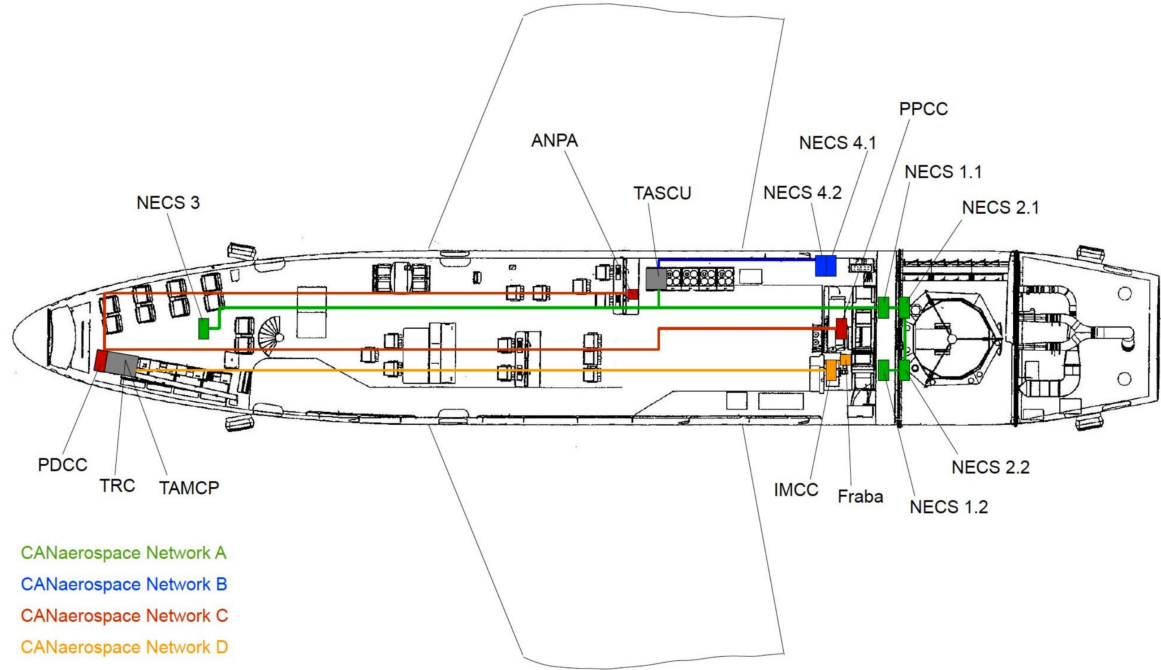 PPCC
ANPA
NECS 4.1
NECS 1.1
NECS 4.2
TASCU
NECS 3
NECS 2.1
PDCC
TRC
TAMCP
IMCC
Fraba
NECS 2.2
NECS 1.2
CANaerospace Network A
CANaerospace Network B
CANaerospace Network C
CANaerospace Network D